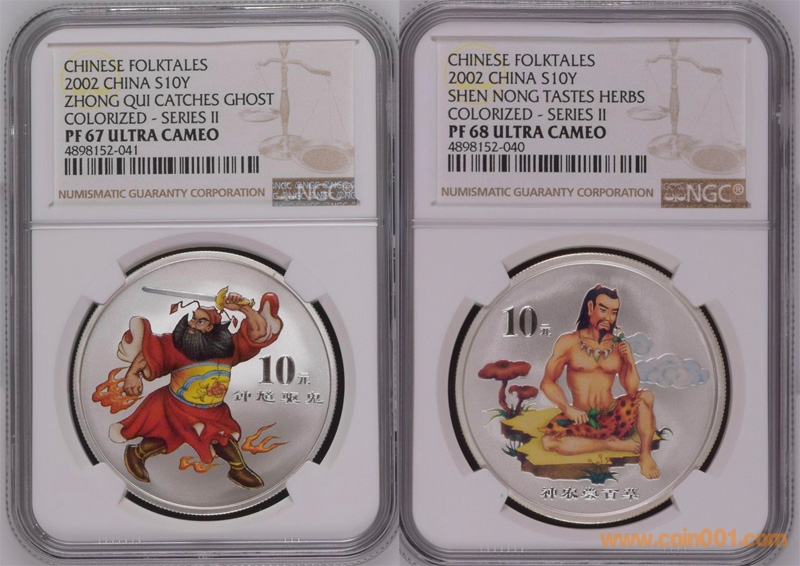 CHINESE FOLKTALES
2002 CHINA S10Y
ZHONG QUI CATCHES GHOST
COLORIZED - SERIES II
PF 67 ULTRA CAMEO
4898152-041
NUMISMATIC GUARANTY CORPORATION
NGC
10元
钟馗驱鬼
CHINESE FOLKTALES
2002 CHINA S10Y
SHEN NONG TASTES HERBS
COLORIZED - SERIES II
PF 68 ULTRA CAMEO
4898152-040
NUMISMATIC GUARANTY CORPORATION
NGC®
10元
神农尝百草
www.coin001.com